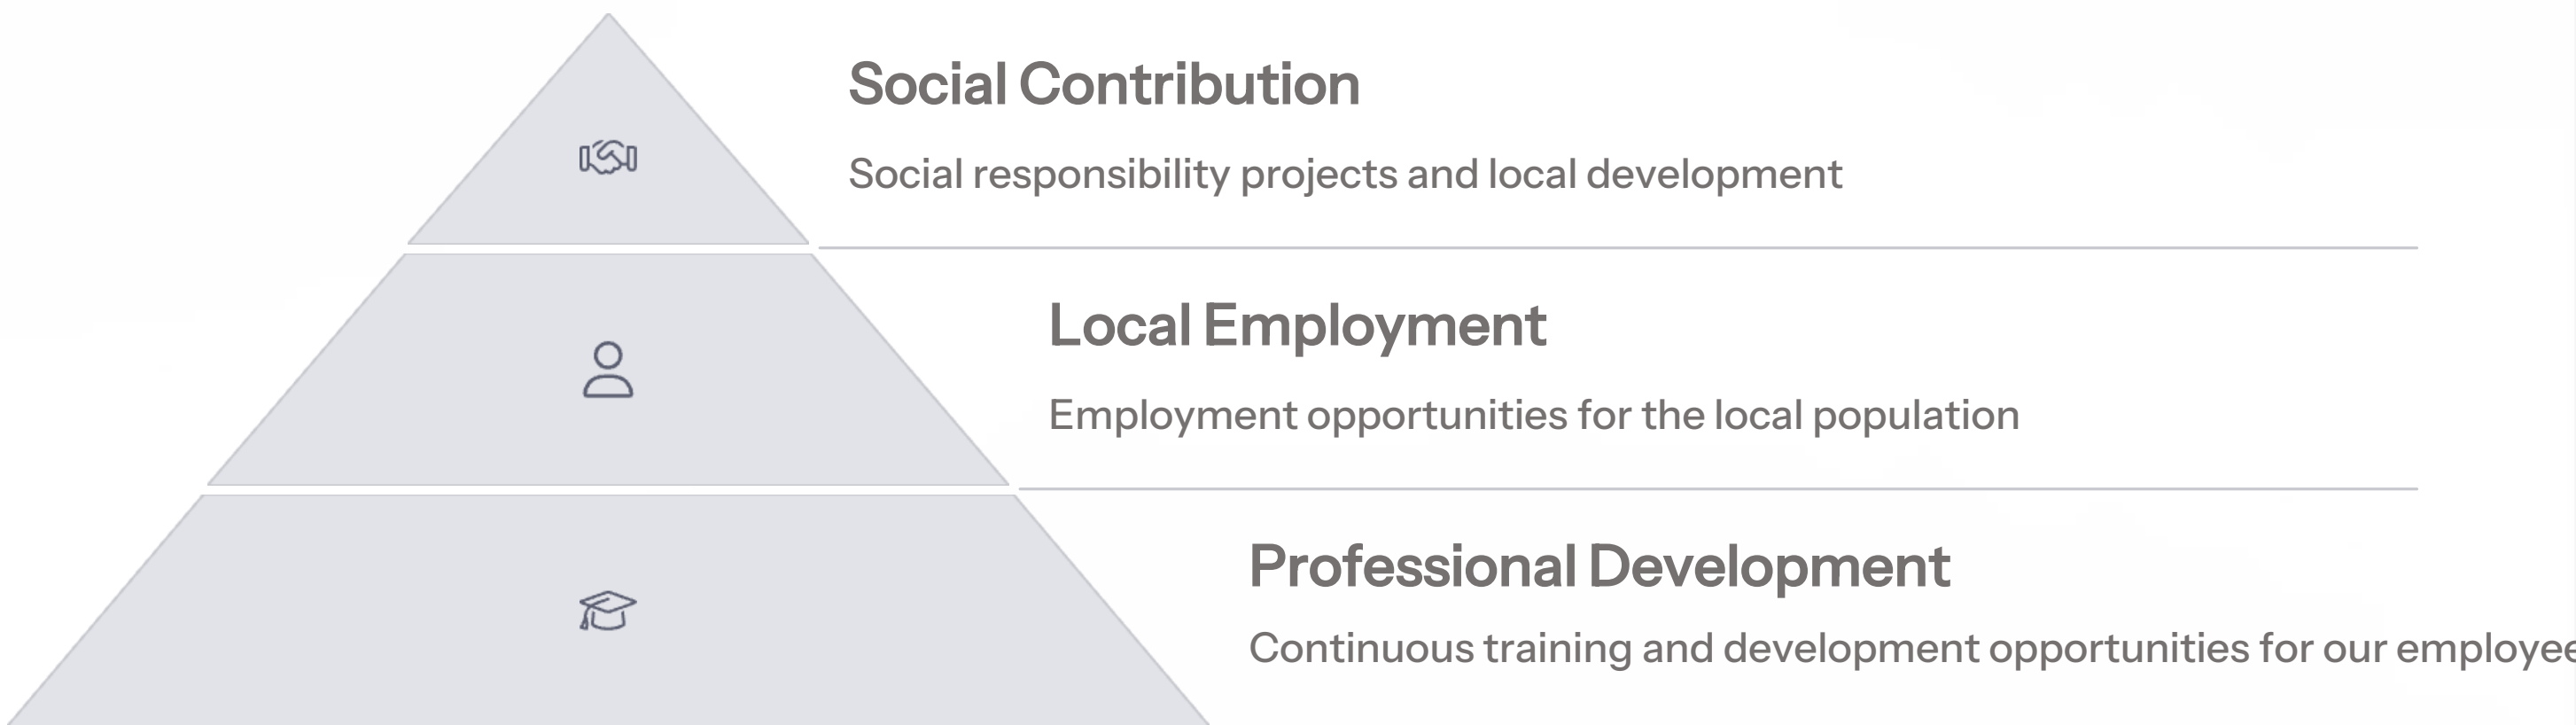 Social Contribution
Social responsibility projects and local development
Local Employment
Employment opportunities for the local population
Professional Development
Continuous training and development opportunities for our employee